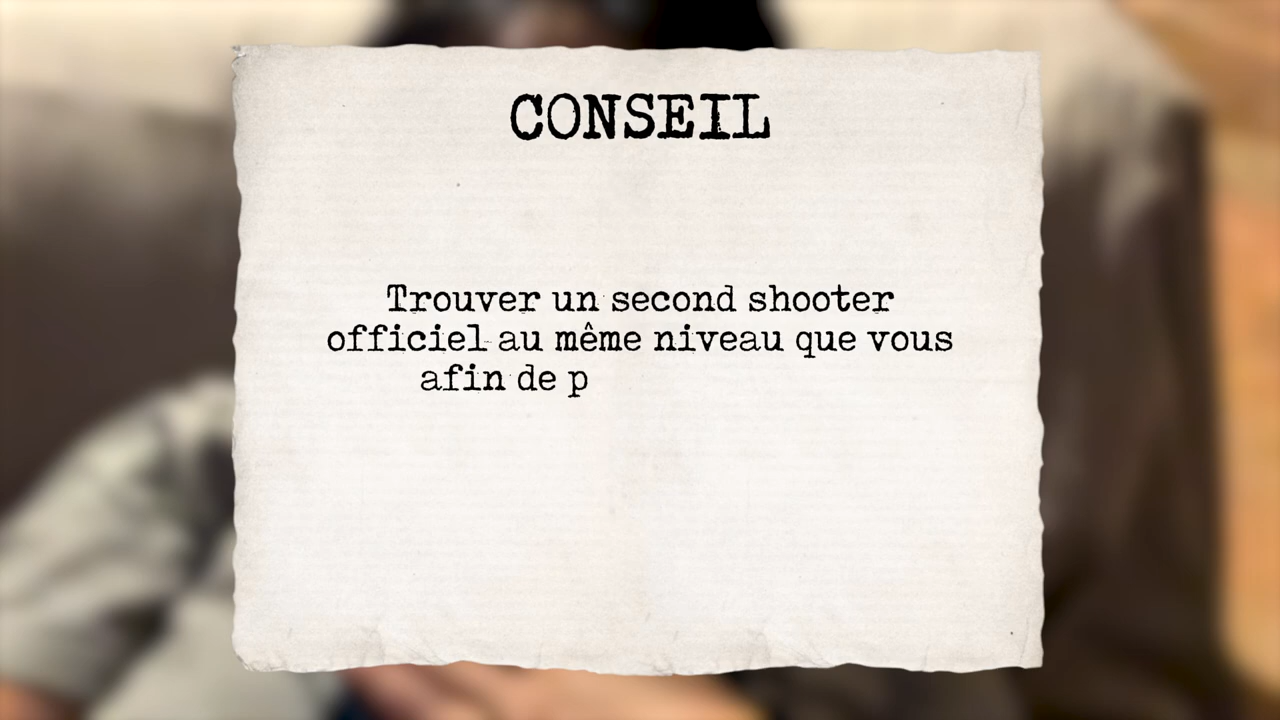 CONSEIL
Trouver un second shooter
officiel au même niveau que vous
afin de p